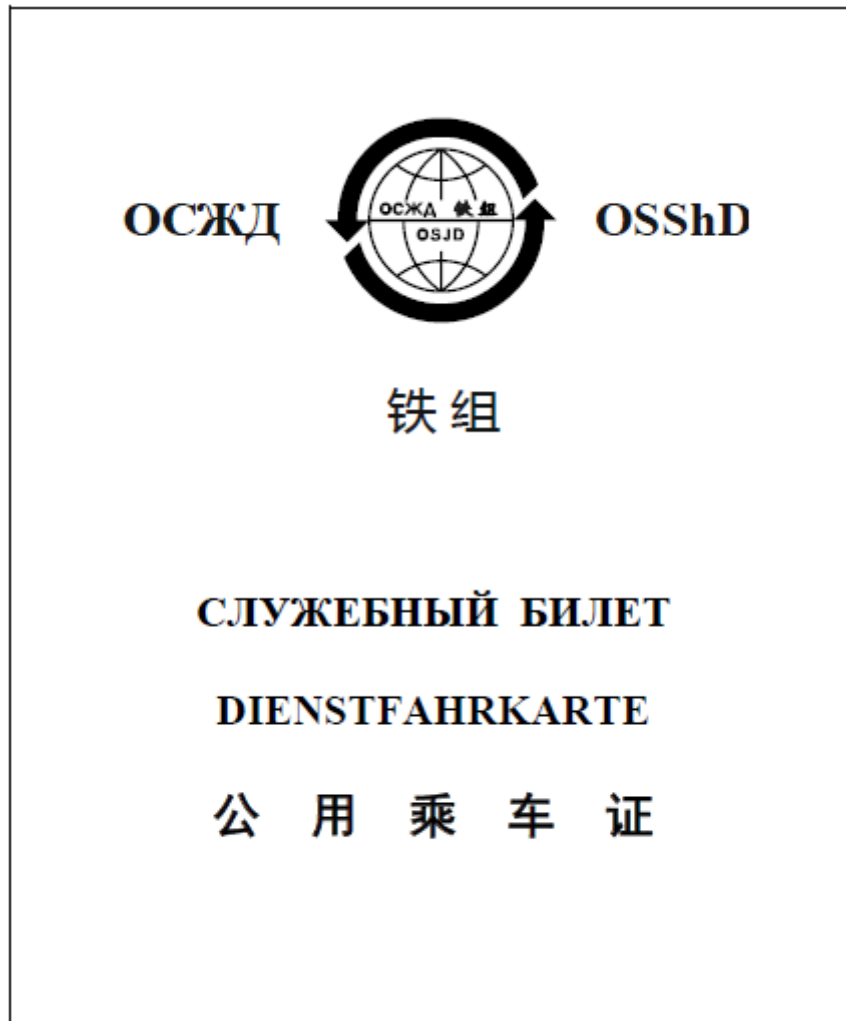 ОСЖД OSShD
ОСЖД 铁组
OSJD
铁组
СЛУЖЕБНЫЙ БИЛЕТ
DIENSTFAHRKARTE
公用乘车证